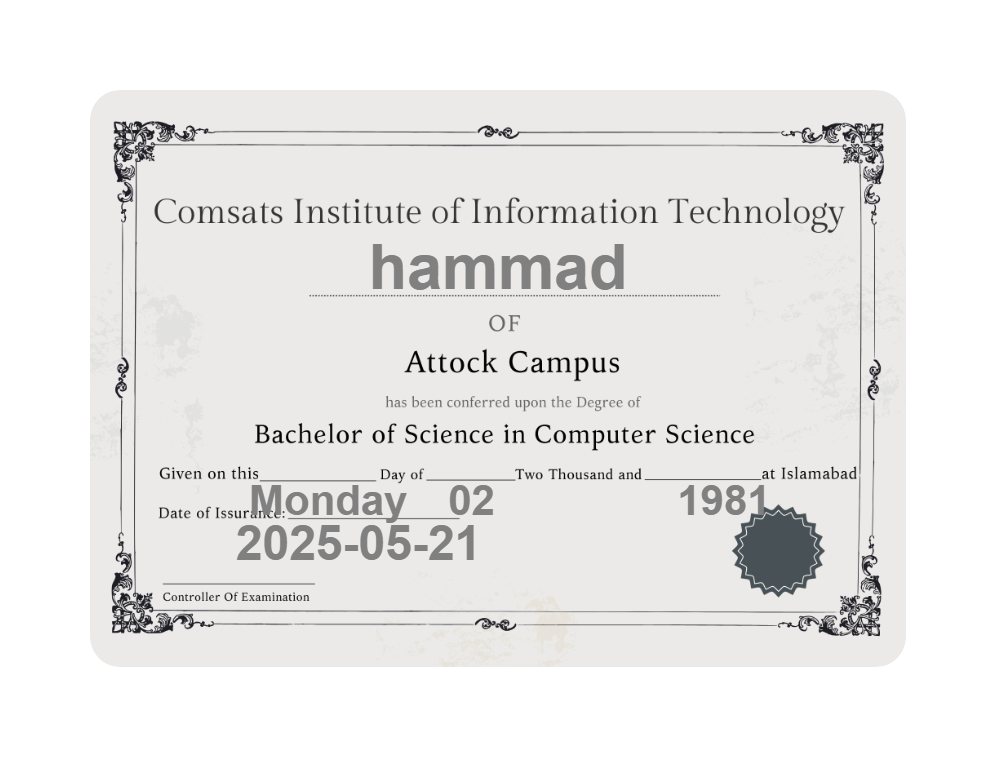 Comsats Institute of Information Technology
hammad
OF
Attock Campus
has been conferred upon the Degree of
Bachelor of Science in Computer Science
Given on this Day of Two Thousand and at Islamabad
Monday 02 1981
Date of Issurance:
2025-05-21
Controller Of Examination